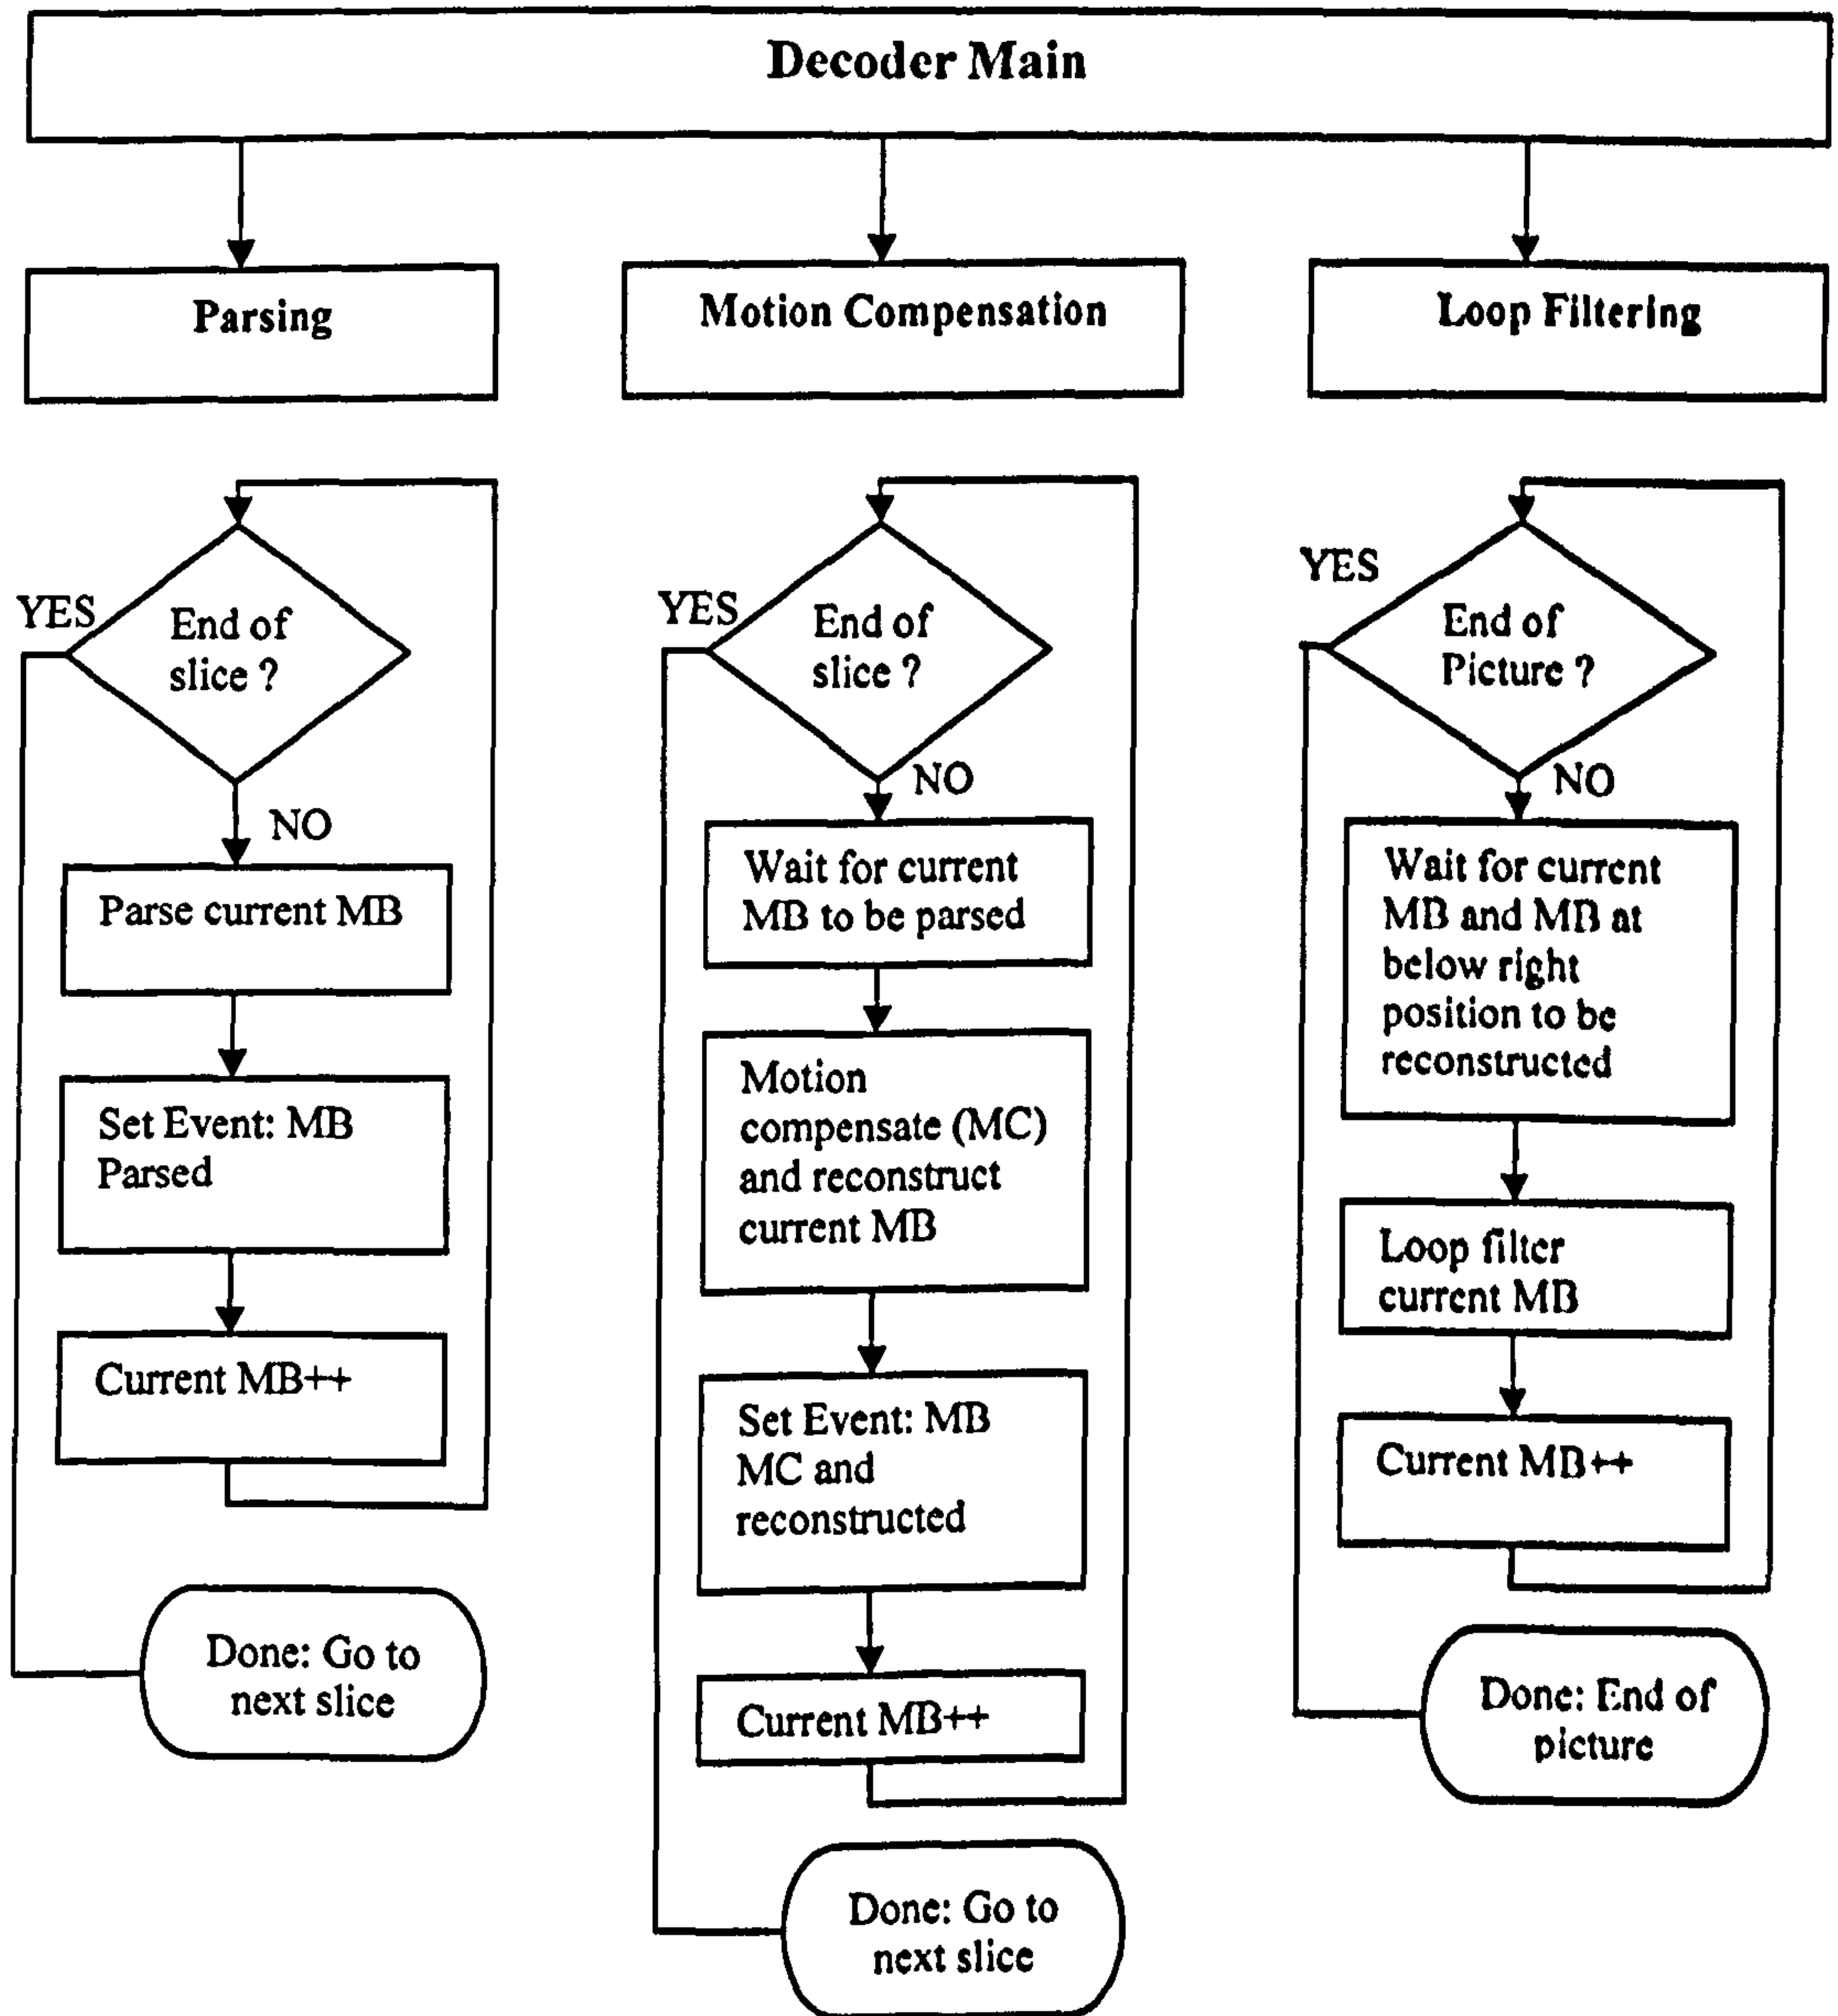 Decoder Main
Parsing
Motion Compensation
Loop Filtering
YES
End of
slice ?
NO
Parse current MB
Set Event: MB
Parsed
Current MB++
Done: Go to
next slice
YES
End of
slice ?
NO
Wait for current
MB to be parsed
Motion
compensate (MC)
and reconstruct
current MB
Set Event: MB
MC and
reconstructed
Current MB++
Done: Go to
next slice
YES
End of
Picture ?
NO
Wait for current
MB and MB at
below right
position to be
reconstructed
Loop filter
current MB
Current MB++
Done: End of
picture